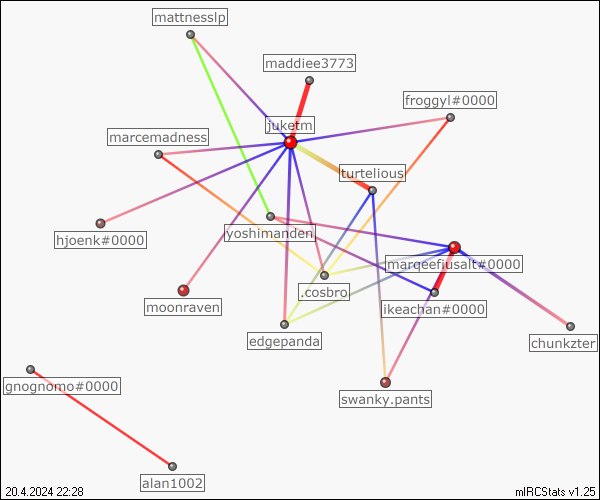 mattnesslp
maddiee3773
froggyl#0000
juketm
marcemadness
turtelious
yoshimanden
hjoenk#0000
marqeefjusalt#0000
.cosbro
moonraven
ikeachan#0000
edgepanda
chunkzter
gnognomo#0000
swanky.pants
alan1002
20.4.2024 22:28
mIRCStats v1.25